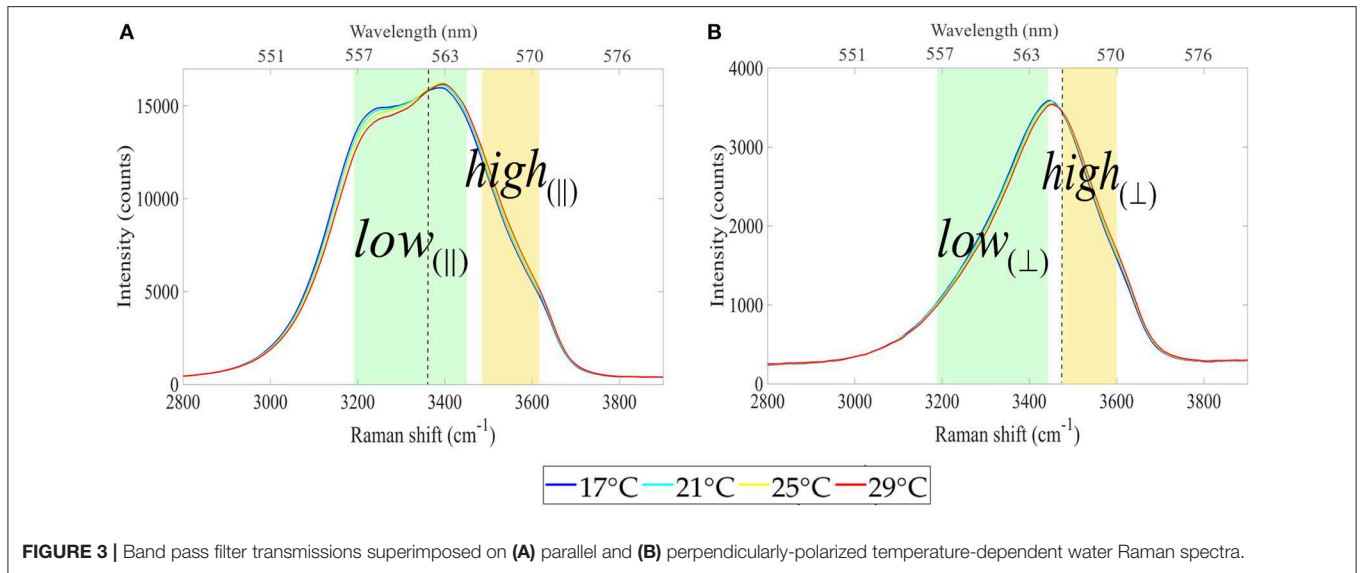 A
Wavelength (nm)
551 557 563 570 576
15000
10000
5000
0
Intensity (counts)
low(||)
high(||)
2800 3000 3200 3400 3600 3800
Raman shift (cm-1)
B
Wavelength (nm)
551 557 563 570 576
4000
3000
2000
1000
0
Intensity (counts)
low(⊥)
high(⊥)
2800 3000 3200 3400 3600 3800
Raman shift (cm-1)
17°C 21°C 25°C 29°C
FIGURE 3 | Band pass filter transmissions superimposed on (A) parallel and (B) perpendicularly-polarized temperature-dependent water Raman spectra.